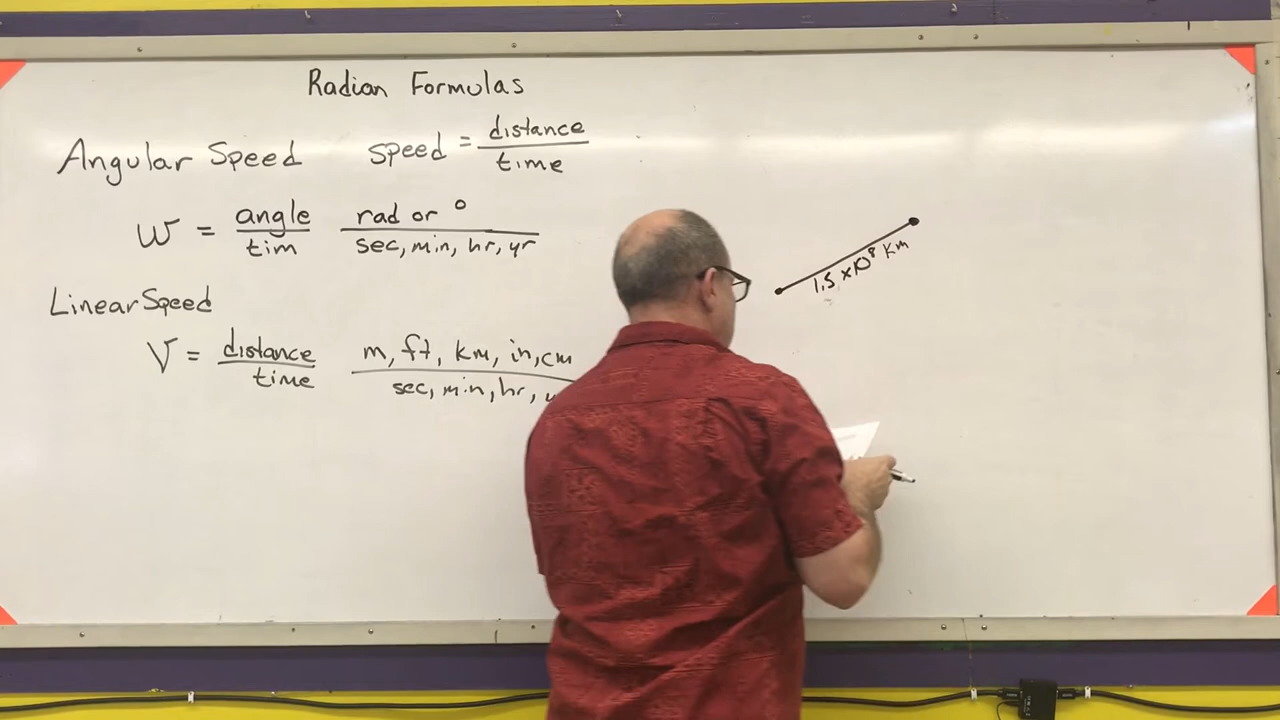 Radian Formulas
Angular Speed speed = distance / time
W = angle / tim rad or ° / sec, min, hr, yr
Linear Speed
V = distance / time m, ft, km, in, cm / sec, min, hr,
1.5 ×10⁸ Km